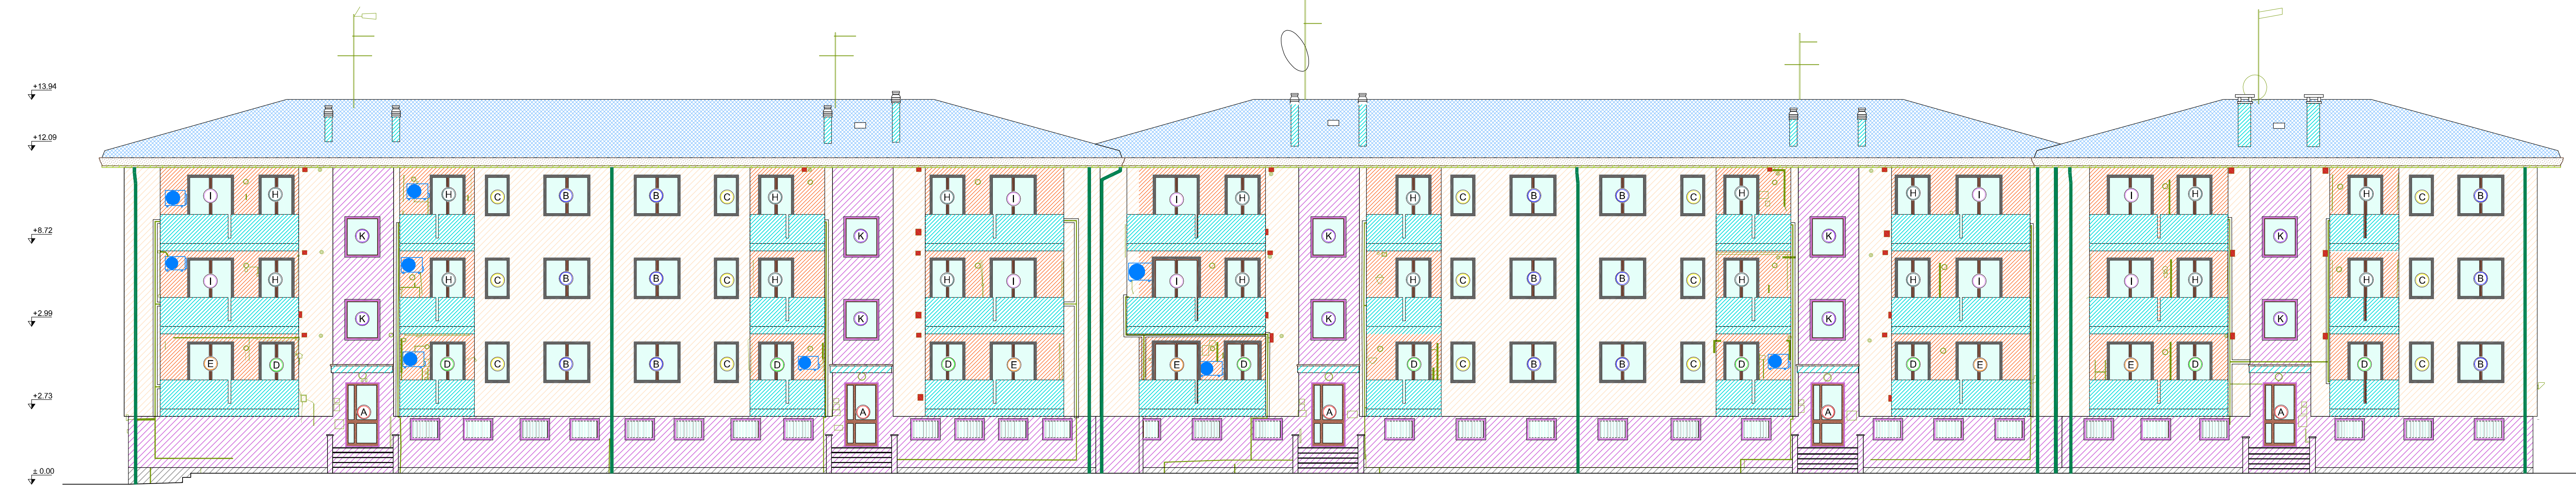 +13.94
+12.09
I H H C B B C H H I I H H C B B C H H I I H H C B
K K K K K
+8.72
I H H C B B C H H I I H H C B B C H H I I H H C B
+2.99
K K K K K
E D D C B B C D D E E D D C B B C D D E E D D C B
+2.73
A A A A A
± 0.00